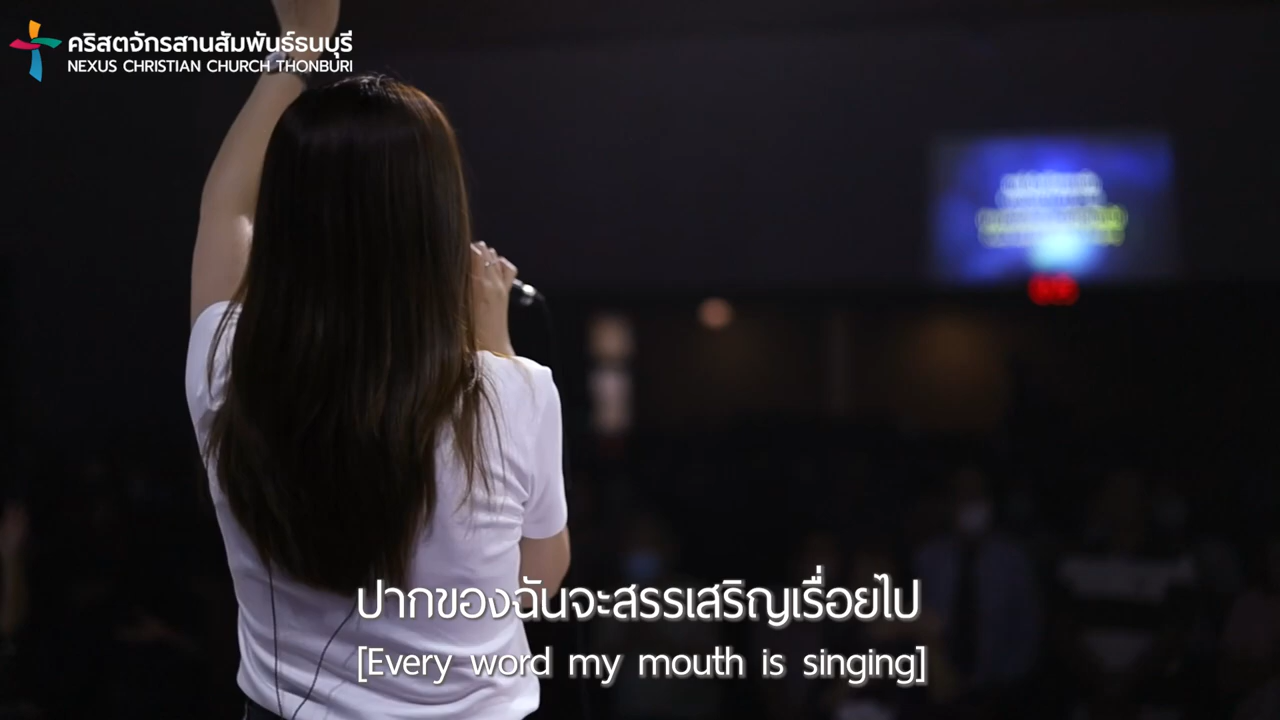 คริสตจักรสานสัมพันธ์ธนบุรี
NEXUS CHRISTIAN CHURCH THONBURI
ปากของฉันจะสรรเสริญเรื่อยไป
[Every word my mouth is singing]